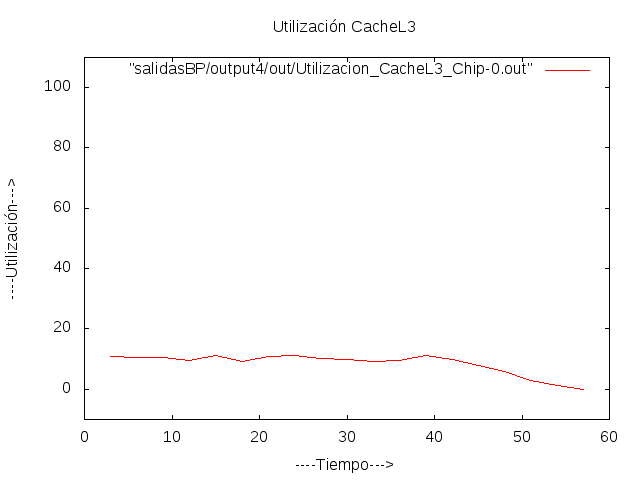 Utilización CacheL3
"salidasBP/output4/out/Utilizacion_CacheL3_Chip-0.out"
100
80
60
40
20
0
----Utilización--->
0 10 20 30 40 50 60
----Tiempo--->